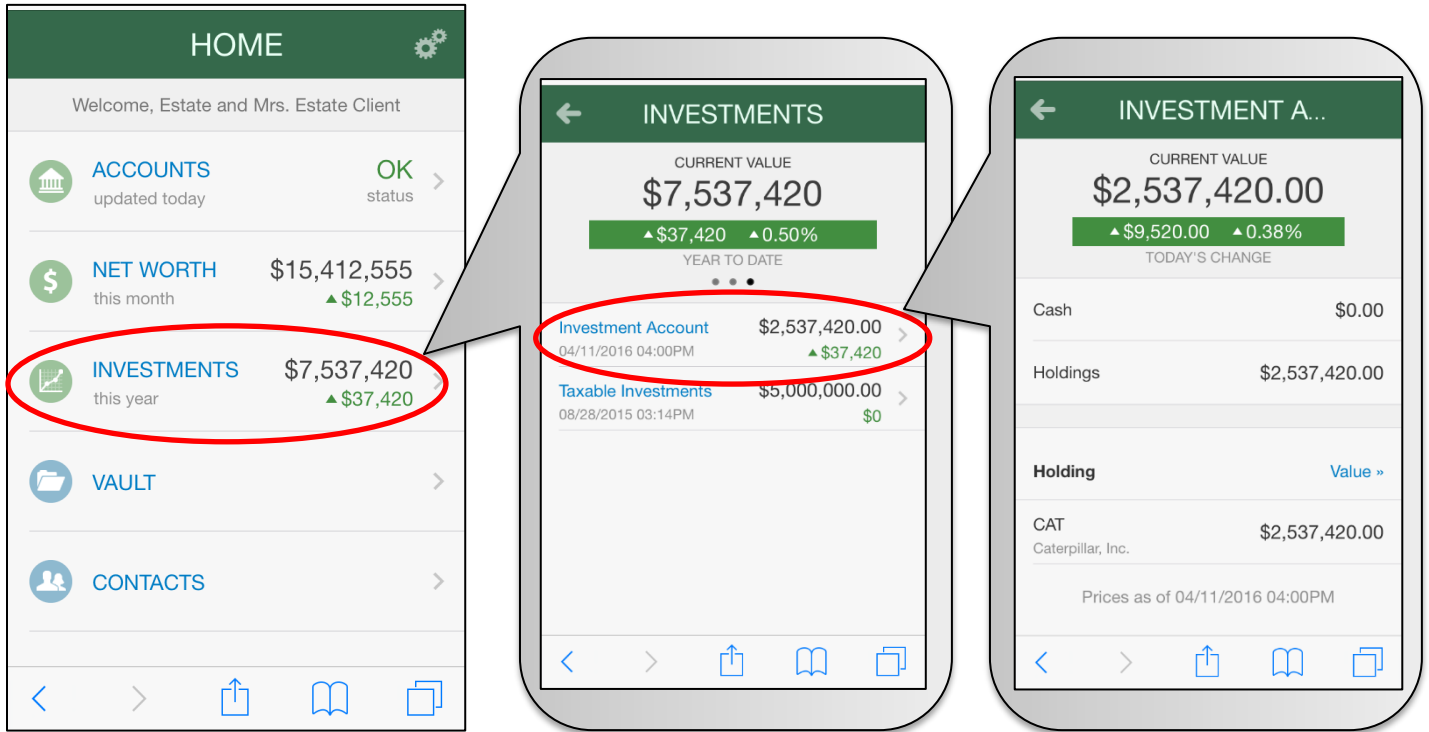 HOME
Welcome, Estate and Mrs. Estate Client
ACCOUNTS OK
updated today status
NET WORTH $15,412,555
this month ▲$12,555
INVESTMENTS $7,537,420
this year ▲$37,420
VAULT
CONTACTS
INVESTMENTS
CURRENT VALUE
$7,537,420
▲$37,420 ▲0.50%
YEAR TO DATE
Investment Account $2,537,420.00
04/11/2016 04:00PM ▲$37,420
Taxable Investments $5,000,000.00
08/28/2015 03:14PM $0
INVESTMENT A...
CURRENT VALUE
$2,537,420.00
▲$9,520.00 ▲0.38%
TODAY'S CHANGE
Cash $0.00
Holdings $2,537,420.00
Holding Value »
CAT $2,537,420.00
Caterpillar, Inc.
Prices as of 04/11/2016 04:00PM